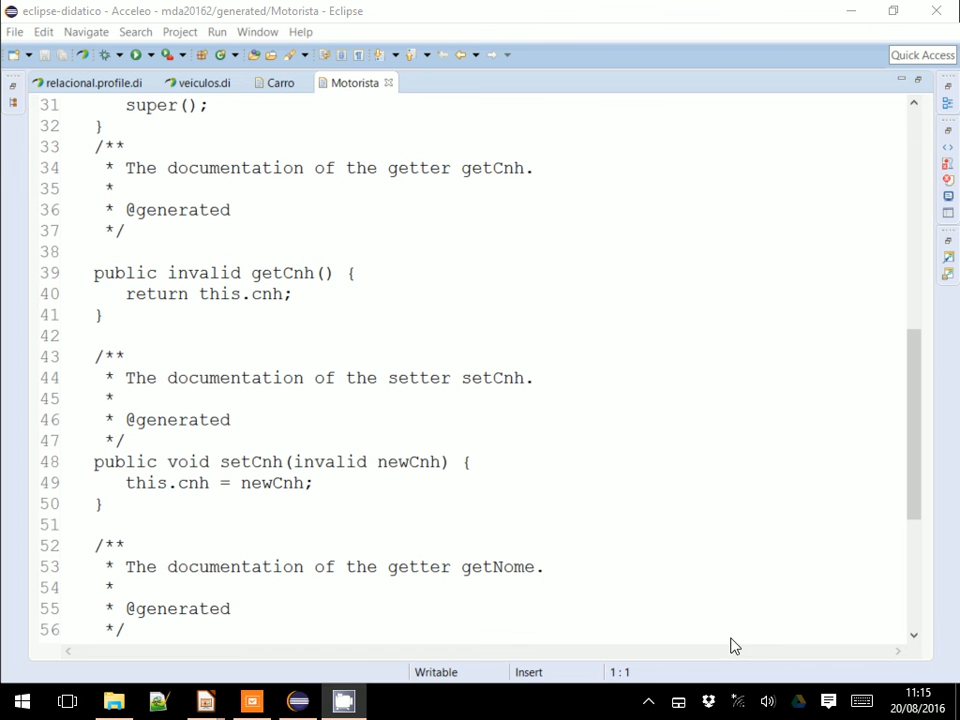 eclipse-didatico - Acceleo - mda20162/generated/Motorista - Eclipse
File Edit Navigate Search Project Run Window Help
Quick Access
relacional.profile.di veiculos.di Carro Motorista
31 super();
32 }
33 /**
34 * The documentation of the getter getCnh.
35 *
36 * @generated
37 */
38
39 public invalid getCnh() {
40 return this.cnh;
41 }
42
43 /**
44 * The documentation of the setter setCnh.
45 *
46 * @generated
47 */
48 public void setCnh(invalid newCnh) {
49 this.cnh = newCnh;
50 }
51
52 /**
53 * The documentation of the getter getNome.
54 *
55 * @generated
56 */
Writable Insert 1 : 1
11:15
20/08/2016